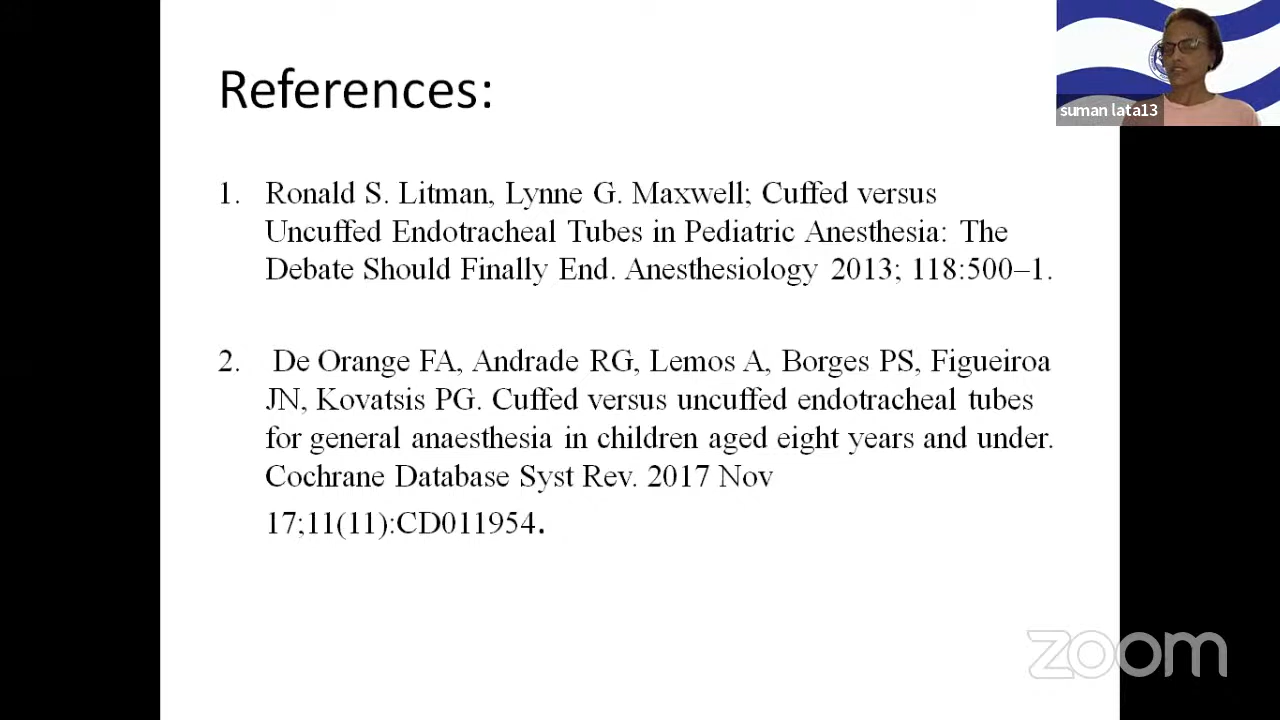 References:
suman lata13
1. Ronald S. Litman, Lynne G. Maxwell; Cuffed versus
Uncuffed Endotracheal Tubes in Pediatric Anesthesia: The
Debate Should Finally End. Anesthesiology 2013; 118:500–1.
2. De Orange FA, Andrade RG, Lemos A, Borges PS, Figueiroa
JN, Kovatsis PG. Cuffed versus uncuffed endotracheal tubes
for general anaesthesia in children aged eight years and under.
Cochrane Database Syst Rev. 2017 Nov
17;11(11):CD011954.
zoom